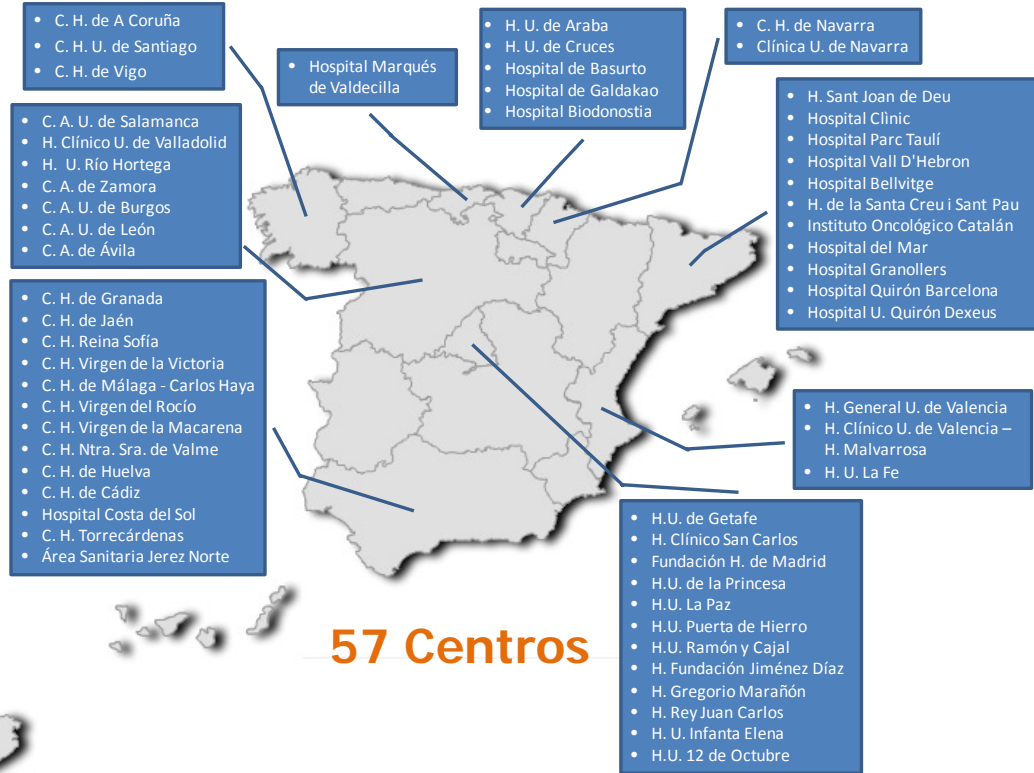 • C. H. de A Coruña
• C. H. U. de Santiago
• C. H. de Vigo
• Hospital Marqués
de Valdecilla
• H. U. de Araba
• H. U. de Cruces
• Hospital de Basurto
• Hospital de Galdakao
• Hospital Biodonostia
• C. H. de Navarra
• Clínica U. de Navarra
• C. A. U. de Salamanca
• H. Clínico U. de Valladolid
• H. U. Río Hortega
• C. A. de Zamora
• C. A. U. de Burgos
• C. A. U. de León
• C. A. de Ávila
• H. Sant Joan de Deu
• Hospital Clìnic
• Hospital Parc Taulí
• Hospital Vall D'Hebron
• Hospital Bellvitge
• H. de la Santa Creu i Sant Pau
• Instituto Oncológico Catalán
• Hospital del Mar
• Hospital Granollers
• Hospital Quirón Barcelona
• Hospital U. Quirón Dexeus
• C. H. de Granada
• C. H. de Jaén
• C. H. Reina Sofía
• C. H. Virgen de la Victoria
• C. H. de Málaga - Carlos Haya
• C. H. Virgen del Rocío
• C. H. Virgen de la Macarena
• C. H. Ntra. Sra. de Valme
• C. H. de Huelva
• C. H. de Cádiz
• Hospital Costa del Sol
• C. H. Torrecárdenas
• Área Sanitaria Jerez Norte
• H. General U. de Valencia
• H. Clínico U. de Valencia –
H. Malvarrosa
• H. U. La Fe
• H.U. de Getafe
• H. Clínico San Carlos
• Fundación H. de Madrid
• H.U. de la Princesa
• H.U. La Paz
• H.U. Puerta de Hierro
• H.U. Ramón y Cajal
• H. Fundación Jiménez Díaz
• H. Gregorio Marañón
• H. Rey Juan Carlos
• H. U. Infanta Elena
• H.U. 12 de Octubre
57 Centros